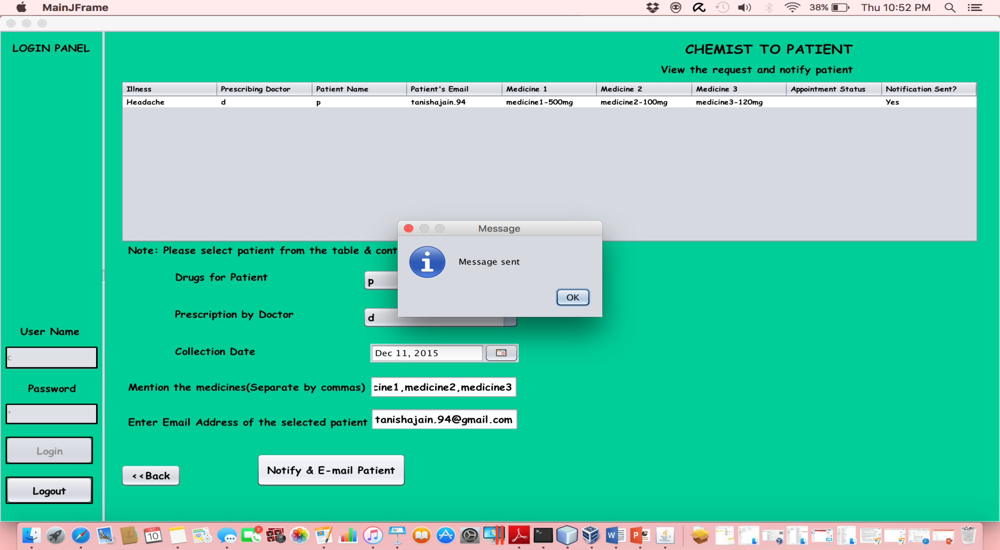 MainJFrame 38% Thu 10:52 PM
LOGIN PANEL
CHEMIST TO PATIENT
View the request and notify patient
Illness Prescribing Doctor Patient Name Patient's Email Medicine 1 Medicine 2 Medicine 3 Appointment Status Notification Sent?
Headache d p tanishajain.94 medicine1-500mg medicine2-100mg medicine3-120mg Yes
Message
Message sent
OK
Note: Please select patient from the table & cont
Drugs for Patient p
Prescription by Doctor d
Collection Date Dec 11, 2015
Mention the medicines(Separate by commas) cine1,medicine2,medicine3
Enter Email Address of the selected patient tanishajain.94@gmail.com
<<Back
Notify & E-mail Patient
User Name
c
Password
*
Login
Logout
DEC
10
2
W
P